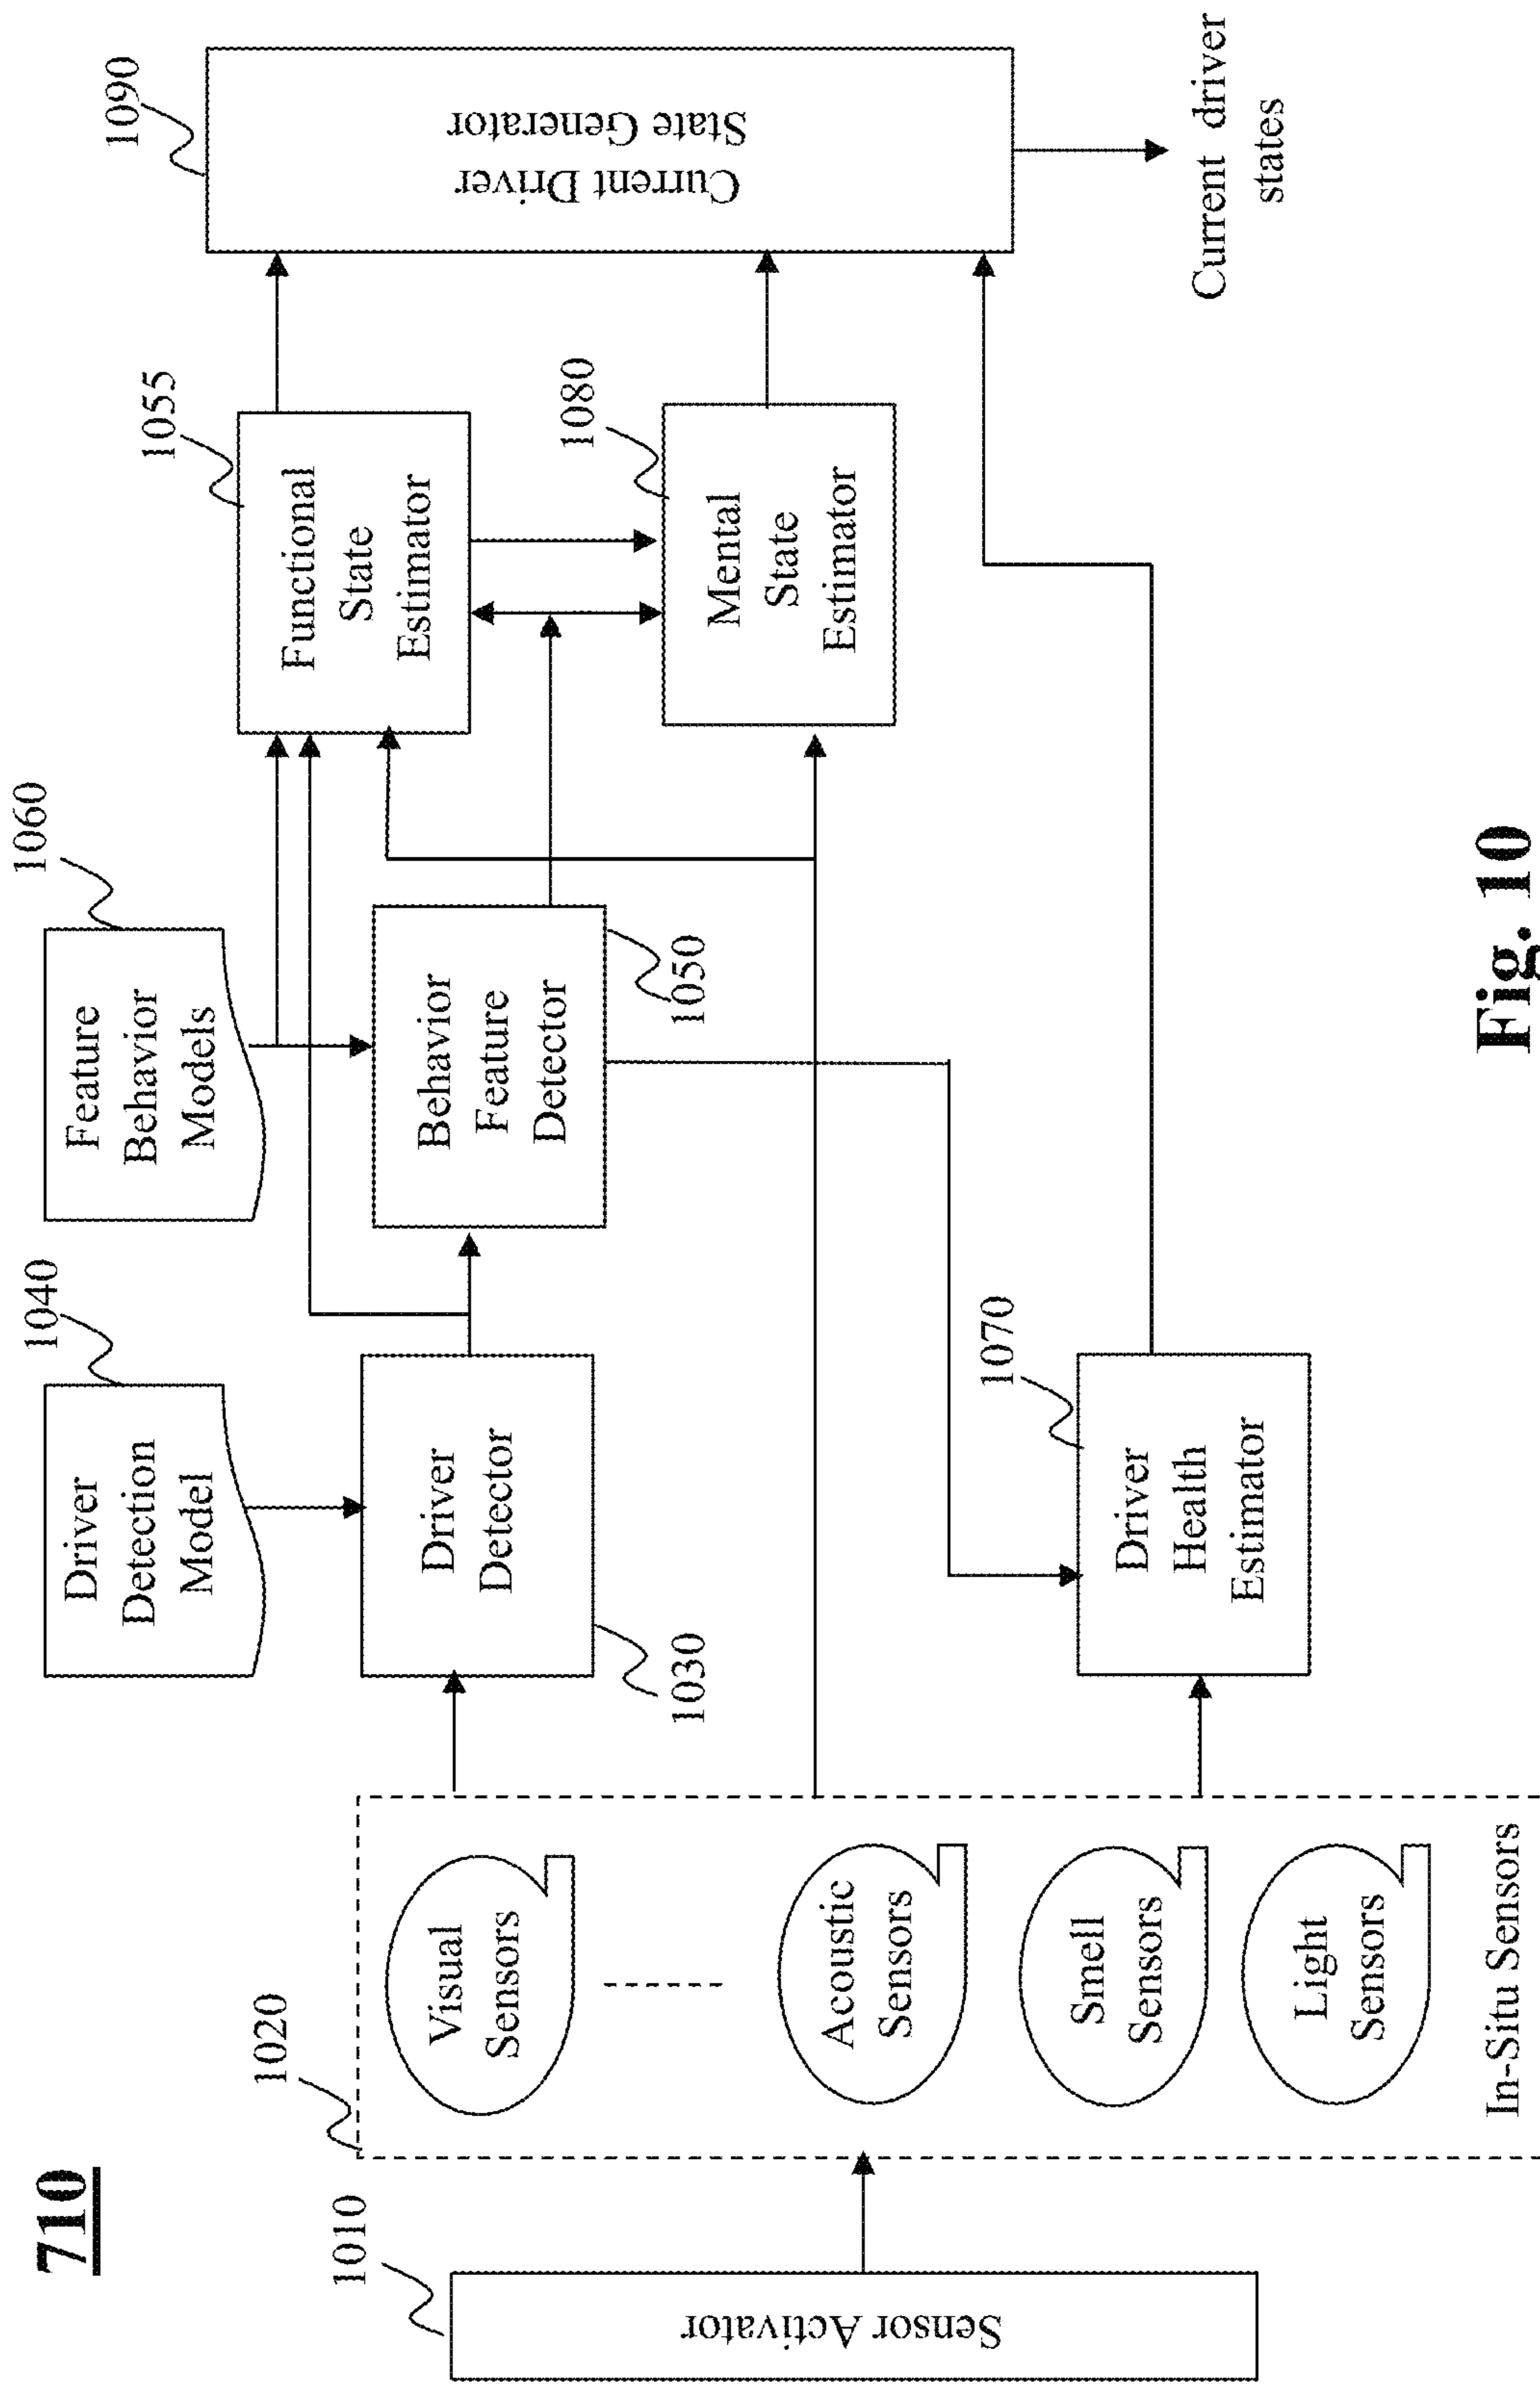 710
1010
Sensor Activator
1020
Visual
Sensors
Acoustic
Sensors
Smell
Sensors
Light
Sensors
In-Situ Sensors
1040
Driver
Detection
Model
Driver
Detector
1030
1060
Feature
Behavior
Models
Behavior
Feature
Detector
1050
1070
Driver
Health
Estimator
1055
Functional
State
Estimator
1080
Mental
State
Estimator
1090
Current Driver
State Generator
Current driver
states
Fig. 10